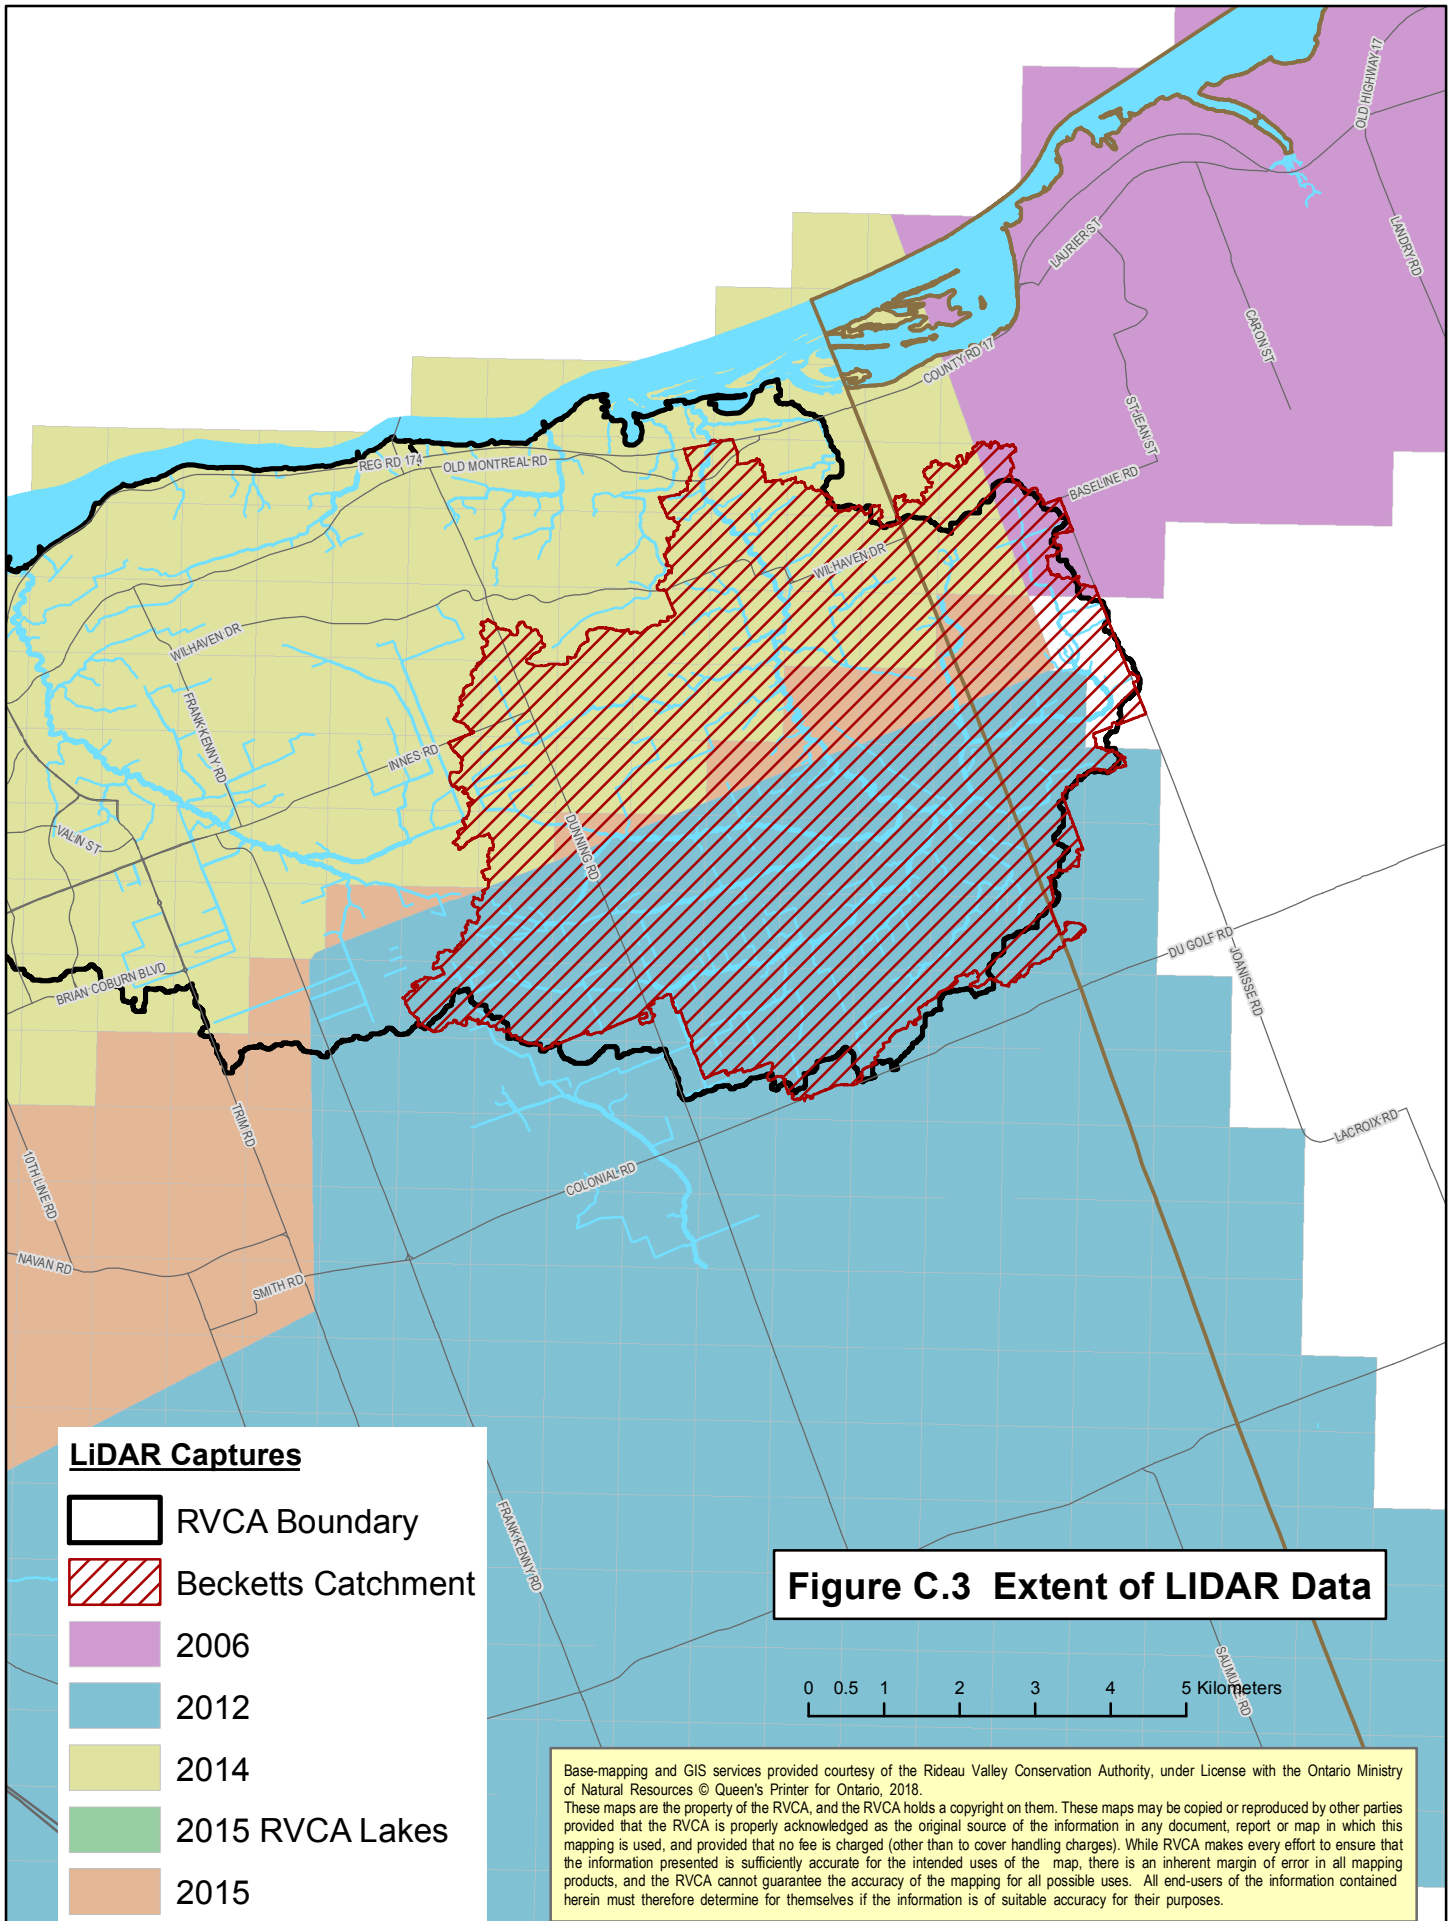 OLD HIGHWAY 17
LAURIER ST
LANDRY RD
CARON ST
COUNTY RD 17
ST JEAN ST
REG RD 174
OLD MONTREAL RD
BASELINE RD
WILHAVEN DR
WILHAVEN DR
FRANK KENNY RD
INNES RD
DUNNING RD
VALIN ST
DU GOLF RD
JOANISSE RD
BRIAN COBURN BLVD
TRIM RD
LACROIX RD
10TH LINE RD
COLONIAL RD
NAVAN RD
SMITH RD
FRANK KENNY RD
LiDAR Captures
RVCA Boundary
Becketts Catchment
2006
2012
2014
2015 RVCA Lakes
2015
Figure C.3 Extent of LIDAR Data
0 0.5 1 2 3 4 5 Kilometers
Base-mapping and GIS services provided courtesy of the Rideau Valley Conservation Authority, under License with the Ontario Ministry
of Natural Resources © Queen's Printer for Ontario, 2018.
These maps are the property of the RVCA, and the RVCA holds a copyright on them. These maps may be copied or reproduced by other parties
provided that the RVCA is properly acknowledged as the original source of the information in any document, report or map in which this
mapping is used, and provided that no fee is charged (other than to cover handling charges). While RVCA makes every effort to ensure that
the information presented is sufficiently accurate for the intended uses of the map, there is an inherent margin of error in all mapping
products, and the RVCA cannot guarantee the accuracy of the mapping for all possible uses. All end-users of the information contained
herein must therefore determine for themselves if the information is of suitable accuracy for their purposes.